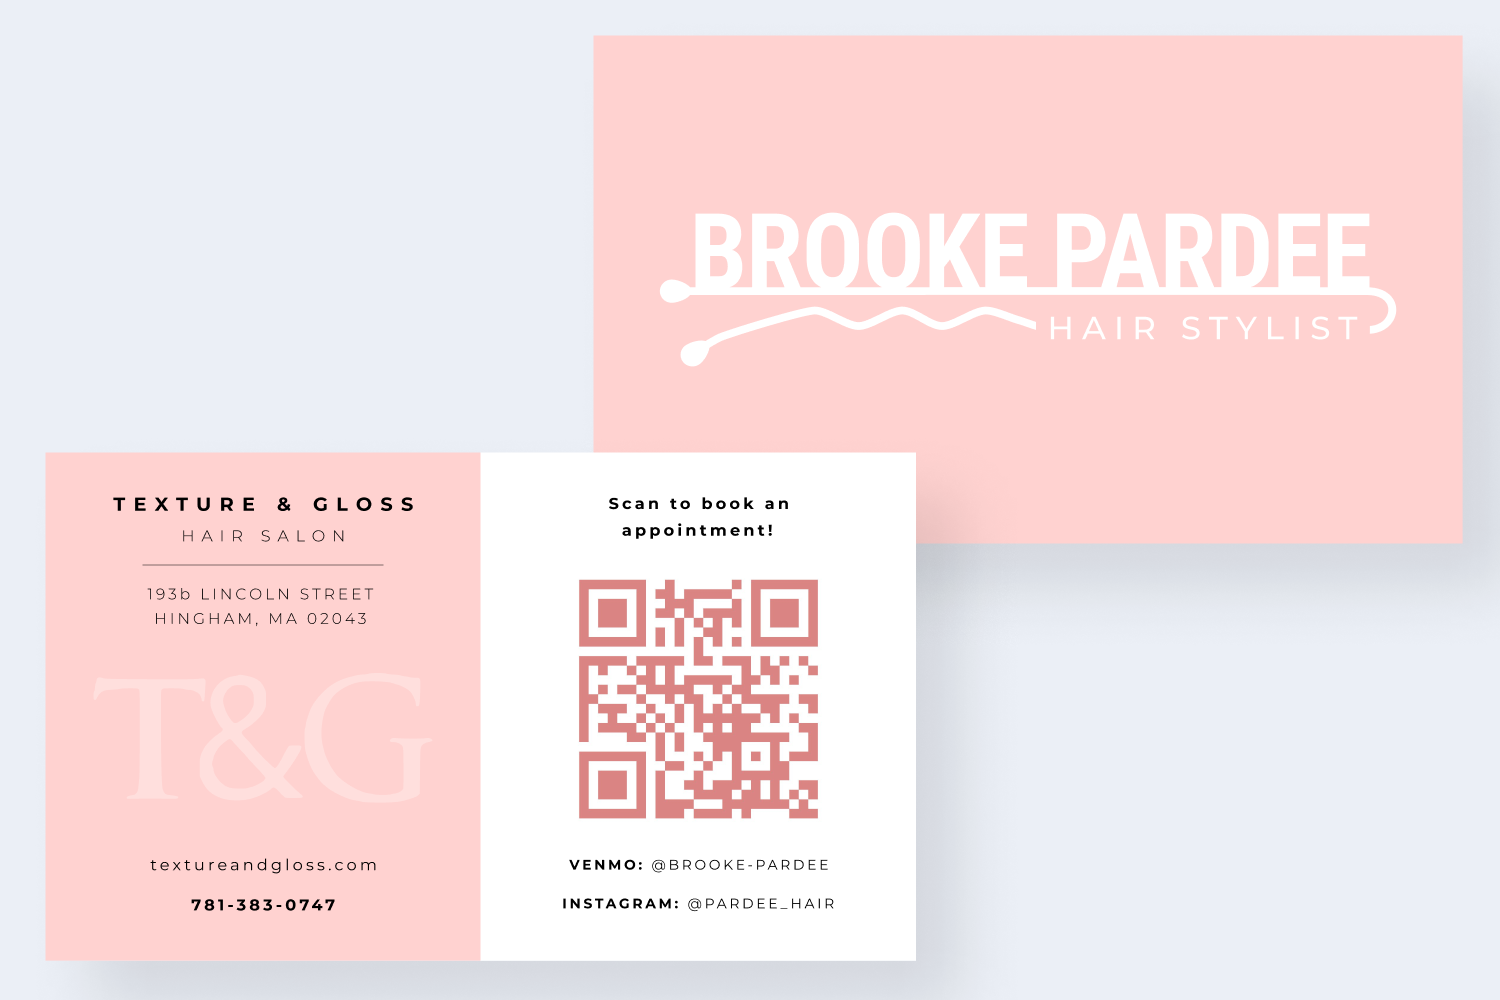 BROOKE PARDEE
HAIR STYLIST
TEXTURE & GLOSS
HAIR SALON
193b LINCOLN STREET
HINGHAM, MA 02043
T&G
textureandgloss.com
781-383-0747
Scan to book an
appointment!
VENMO: @BROOKE-PARDEE
INSTAGRAM: @PARDEE_HAIR